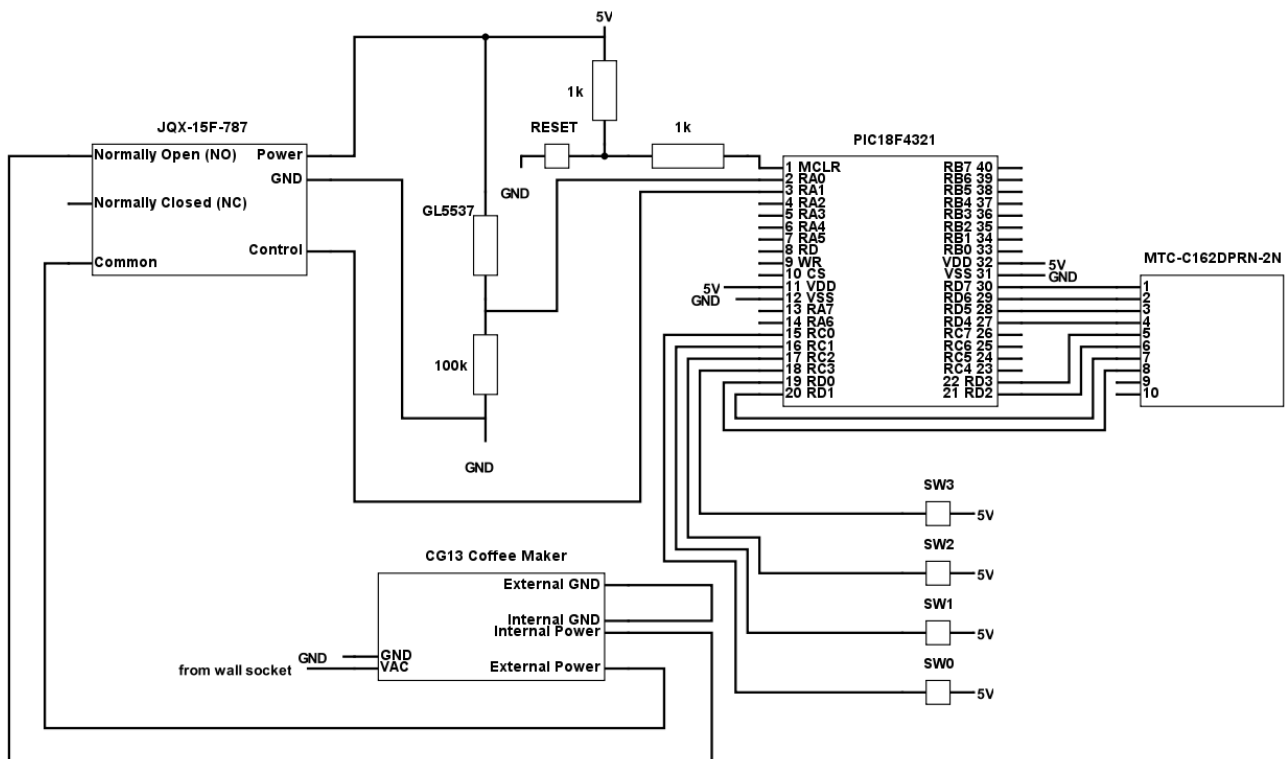 5V
1k
JQX-15F-787
Normally Open (NO)
Power
GND
Normally Closed (NC)
Control
Common
RESET
GND
1k
GL5537
100k
GND
PIC18F4321
1 MCLR
2 RA0
3 RA1
4 RA2
5 RA3
6 RA4
7 RA5
8 RD
9 WR
10 CS
11 VDD
12 VSS
13 RA7
14 RA6
15 RC0
16 RC1
17 RC2
18 RC3
19 RD0
20 RD1
RB7 40
RB6 39
RB5 38
RB4 37
RB3 36
RB2 35
RB1 34
RB0 33
VDD 32
VSS 31
RD7 30
RD6 29
RD5 28
RD4 27
RC7 26
RC6 25
RC5 24
RC4 23
22 RD3
21 RD2
5V
GND
5V
GND
MTC-C162DPRN-2N
1
2
3
4
5
6
7
8
9
10
SW3
5V
SW2
5V
SW1
5V
SW0
5V
CG13 Coffee Maker
External GND
Internal GND
Internal Power
External Power
GND
VAC
GND
from wall socket